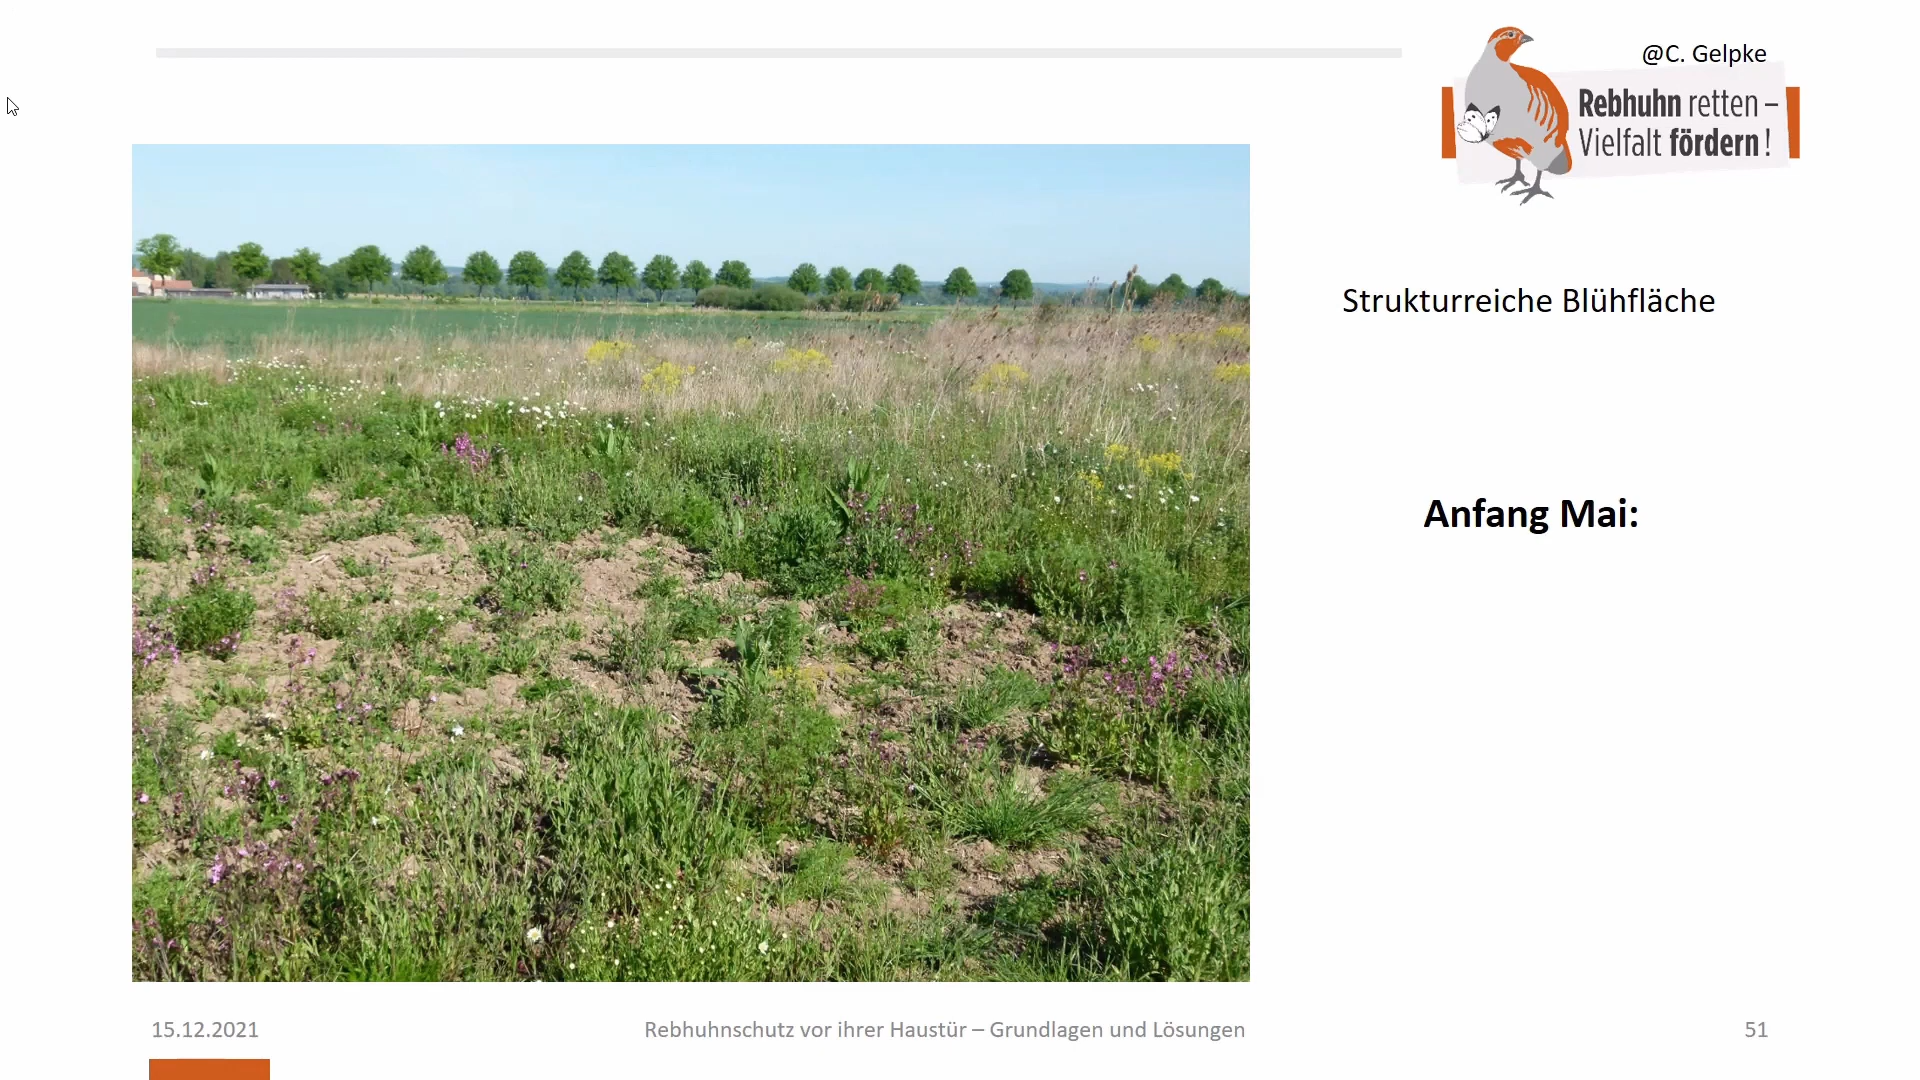 @C. Gelpke
Rebhuhn retten –
Vielfalt fördern!
Strukturreiche Blühfläche
Anfang Mai:
15.12.2021
Rebhuhnschutz vor ihrer Haustür – Grundlagen und Lösungen
51